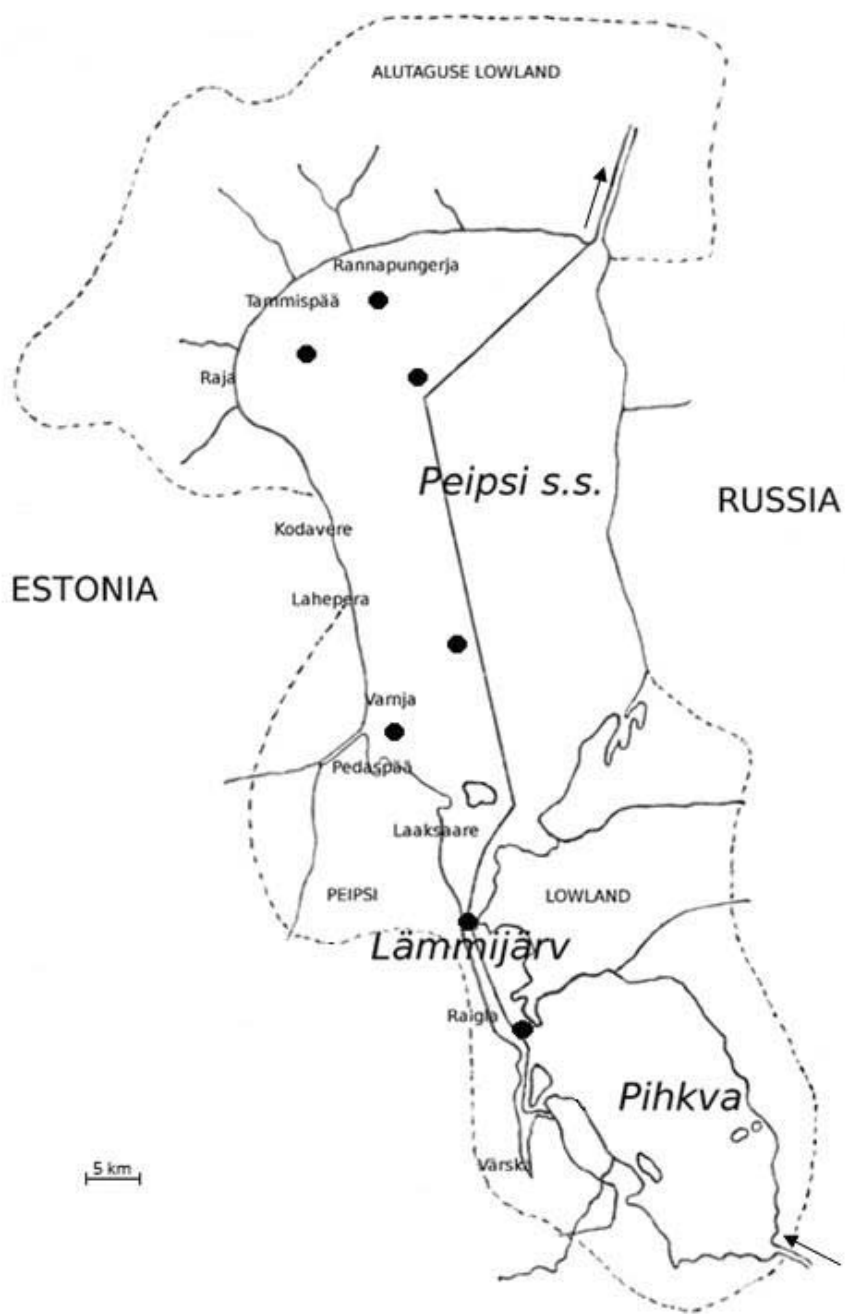 ALUTAGUSE LOWLAND
Rannapungerja
Tammispää
Raja
Peipsi s.s.
RUSSIA
Kodavere
ESTONIA
Lahepera
Varnja
Pedaspää
Laaksaare
PEIPSI
LOWLAND
Lämmijärv
Raigla
Pihkva
5 km
Värska